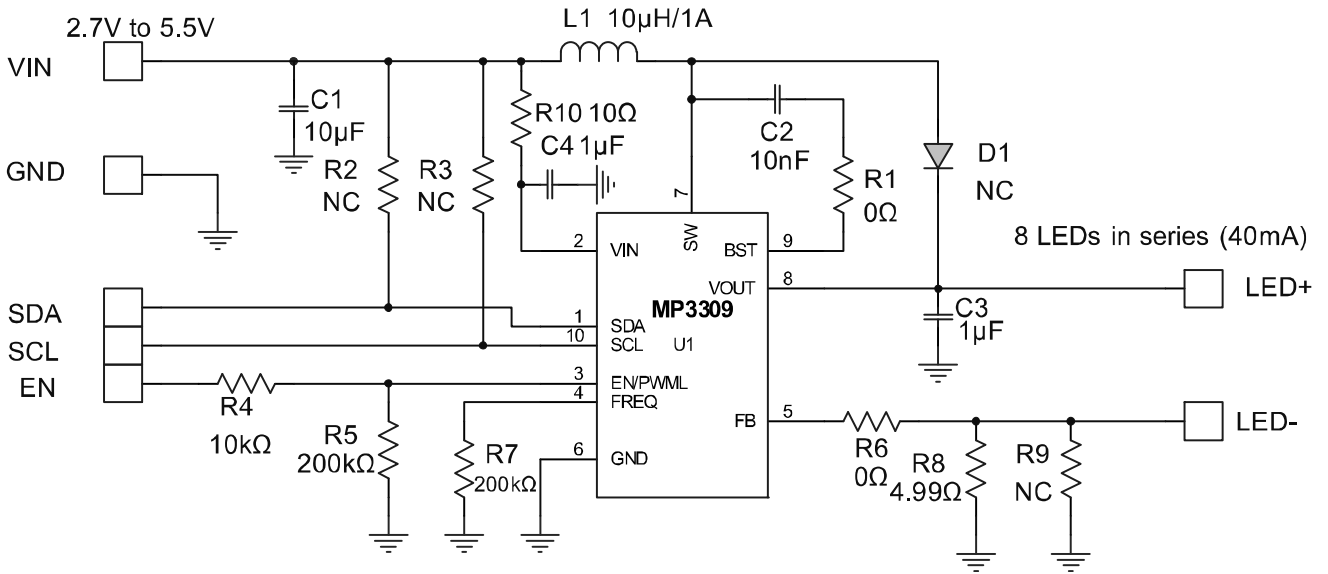 2.7V to 5.5V
L1 10μH/1A
VIN
C1
10μF
R10 10Ω
C4 1μF
C2
10nF
R2
NC
R3
NC
R1
0Ω
D1
NC
GND
7
SW
2
VIN
BST
9
8 LEDs in series (40mA)
VOUT
8
LED+
MP3309
C3
1μF
SDA
1
SDA
SCL
10
SCL
U1
EN
3
EN/PWML
4
FREQ
R4
10kΩ
R5
200kΩ
R7
200kΩ
6
GND
FB
5
LED-
R6
0Ω
R8
4.99Ω
R9
NC